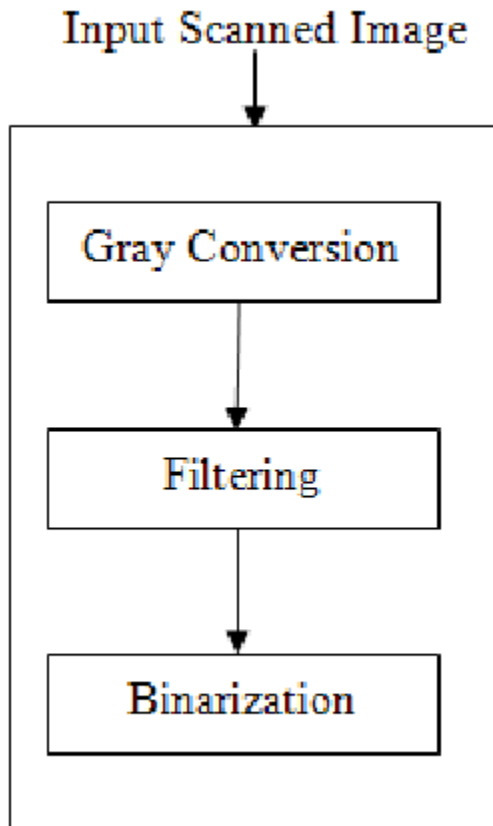 Input Scanned Image
Gray Conversion
Filtering
Binarization